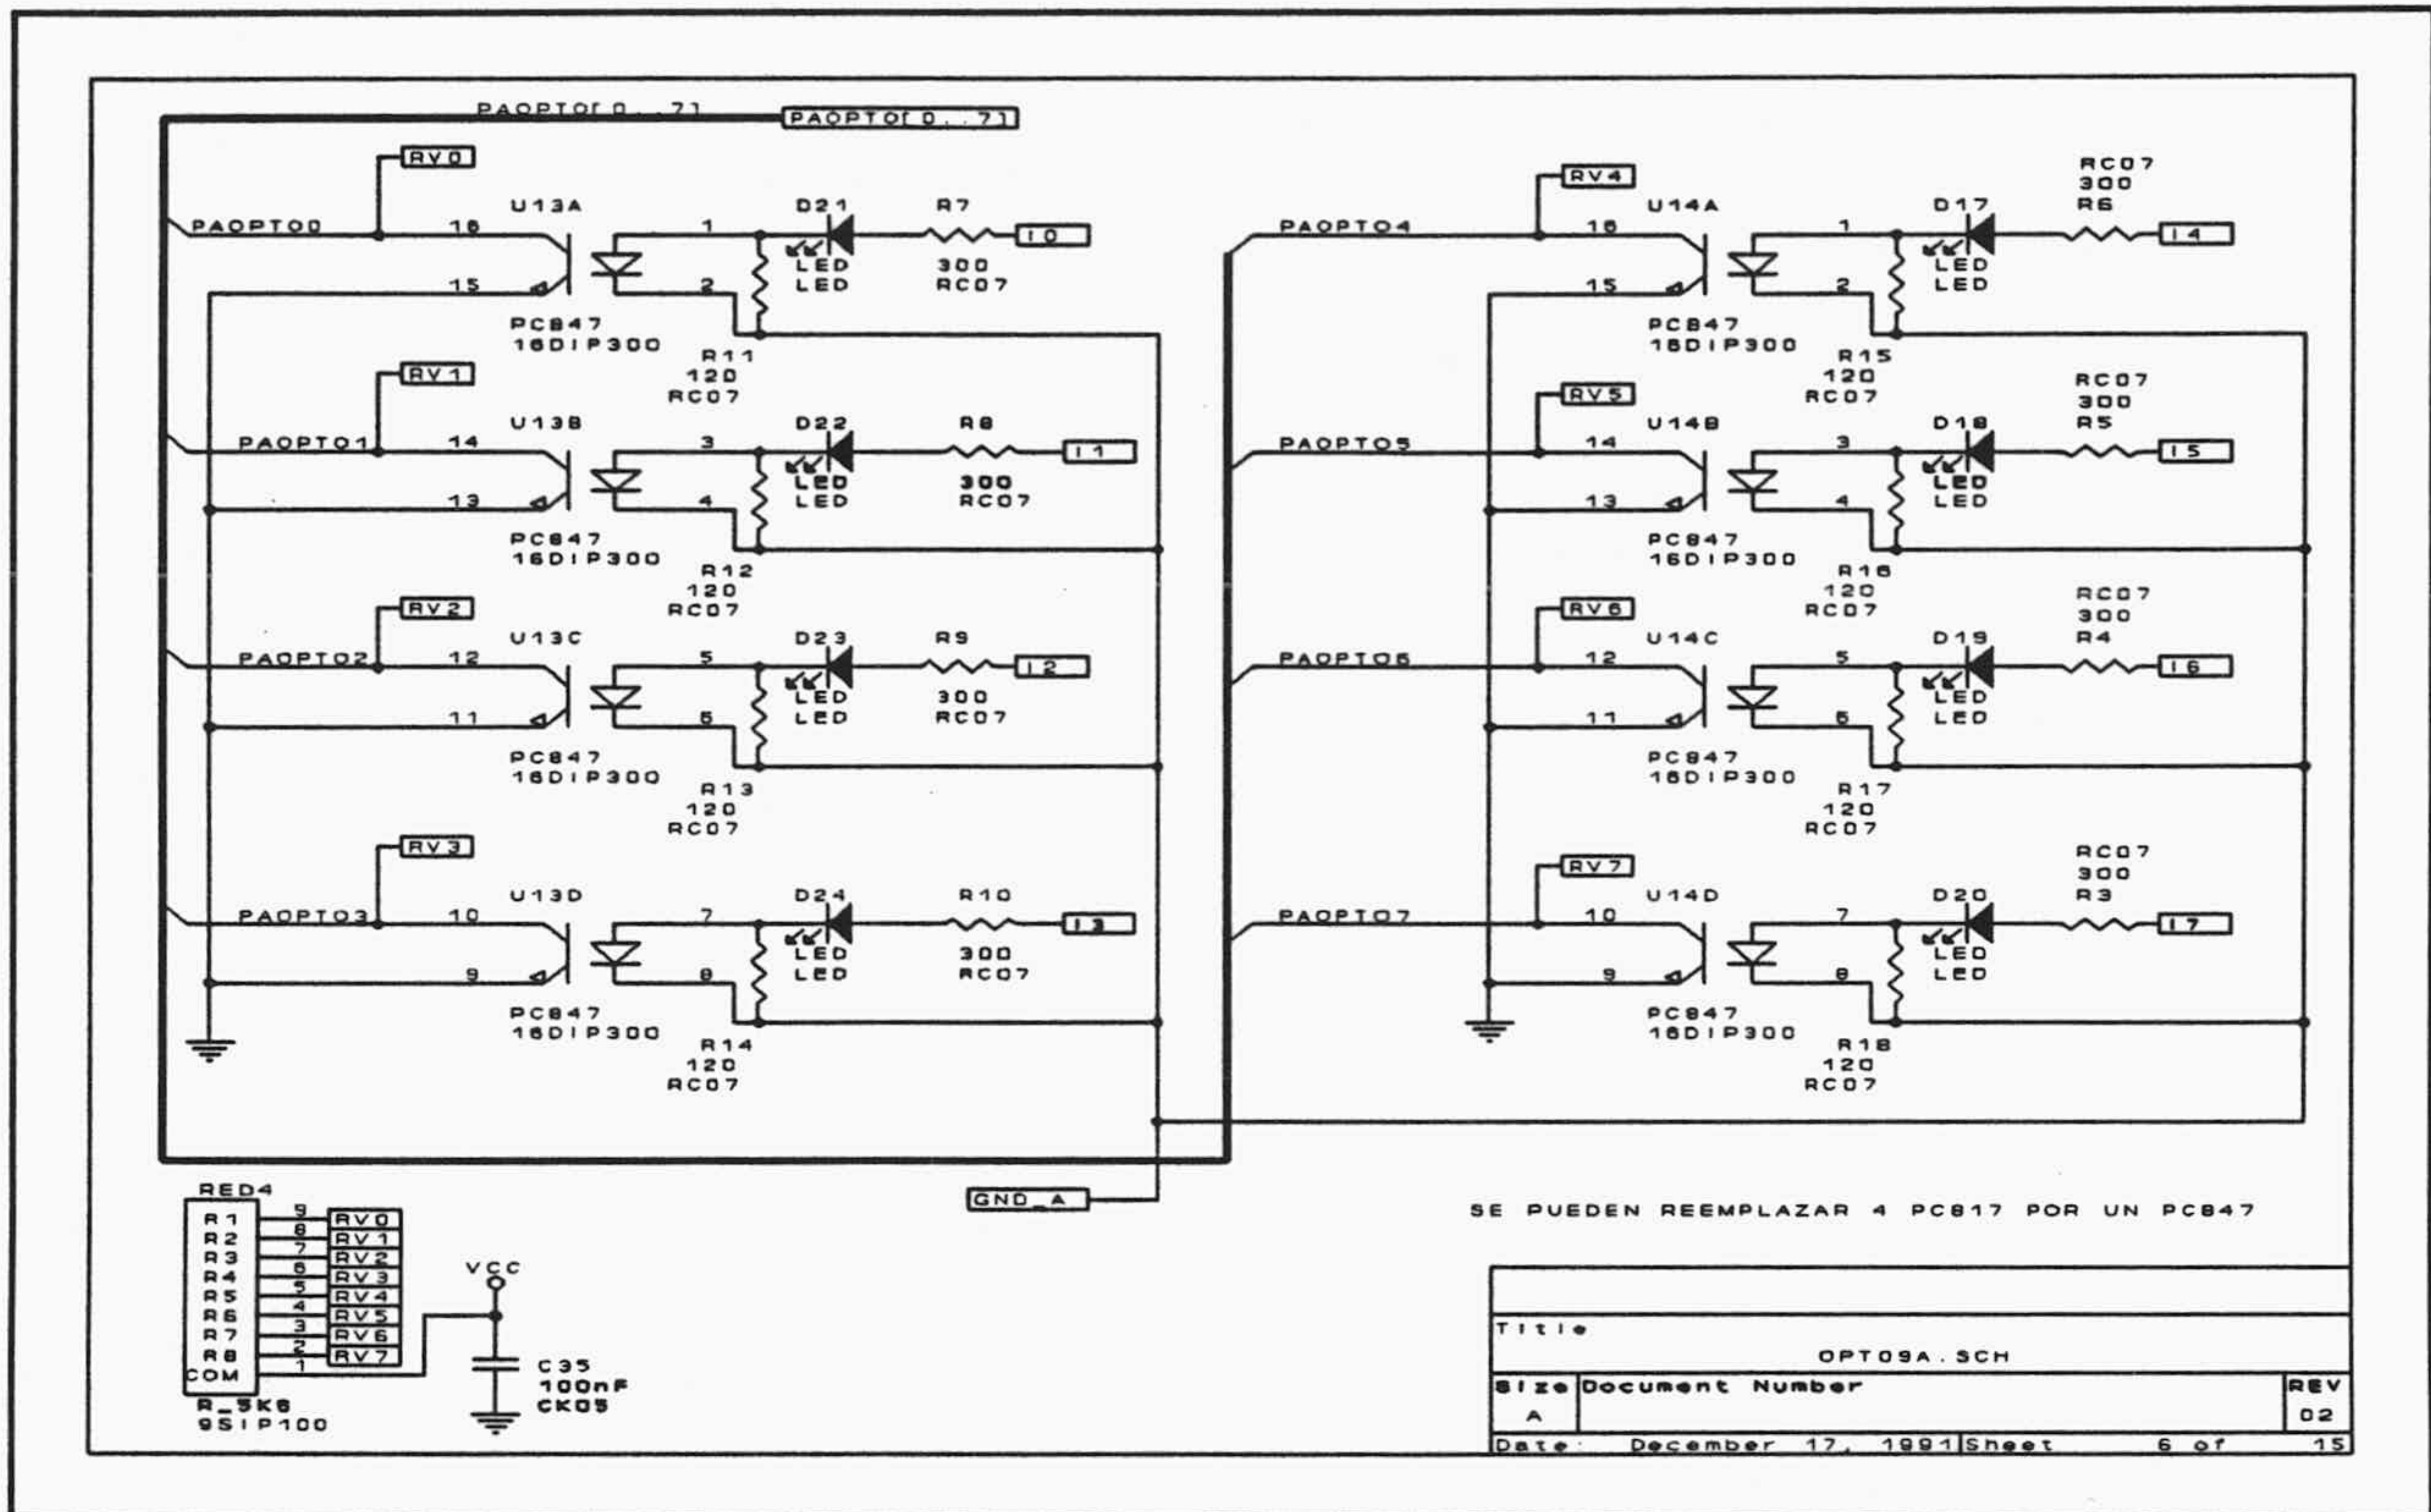 PAOPTO[0..7]
PAOPTO[0..7]
RV0
U13A
D21
R7
PAOPTO0
16
1
I0
LED
300
15
2
LED
RC07
PC847
16DIP300
R11
120
RC07
RV1
U13B
D22
R8
PAOPTO1
14
3
I1
LED
300
13
4
LED
RC07
PC847
16DIP300
R12
120
RC07
RV2
U13C
D23
R9
PAOPTO2
12
5
I2
LED
300
11
6
LED
RC07
PC847
16DIP300
R13
120
RC07
RV3
U13D
D24
R10
PAOPTO3
10
7
I3
LED
300
9
8
LED
RC07
PC847
16DIP300
R14
120
RC07
RV4
RC07
300
U14A
D17
R6
PAOPTO4
16
1
I4
LED
15
2
LED
PC847
16DIP300
R15
120
RC07
RV5
RC07
300
U14B
D18
R5
PAOPTO5
14
3
I5
LED
13
4
LED
PC847
16DIP300
R16
120
RC07
RV6
RC07
300
U14C
D19
R4
PAOPTO6
12
5
I6
LED
11
6
LED
PC847
16DIP300
R17
120
RC07
RV7
RC07
300
U14D
D20
R3
PAOPTO7
10
7
I7
LED
9
8
LED
PC847
16DIP300
R18
120
RC07
GND_A
RED4
R1 9 RV0
R2 8 RV1
R3 7 RV2
R4 6 RV3
R5 5 RV4
R6 4 RV5
R7 3 RV6
R8 2 RV7
COM 1
R_5K6
9SIP100
VCC
C35
100nF
CK05
SE PUEDEN REEMPLAZAR 4 PC817 POR UN PC847
Title
OPTO9A.SCH
Size Document Number REV
A 02
Date: December 17, 1991 Sheet 6 of 15